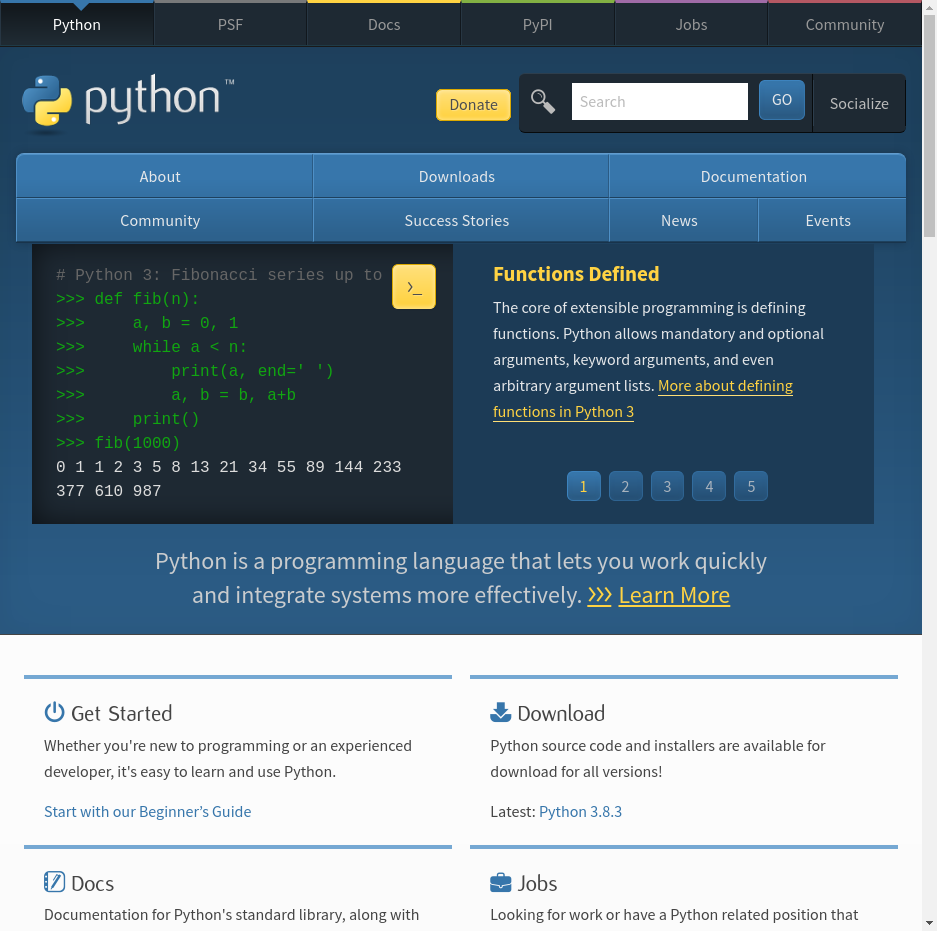 Python PSF Docs PyPI Jobs Community
python™
Donate Search GO Socialize
About Downloads Documentation
Community Success Stories News Events
# Python 3: Fibonacci series up to
>>> def fib(n):
>>>     a, b = 0, 1
>>>     while a < n:
>>>         print(a, end=' ')
>>>         a, b = b, a+b
>>>     print()
>>> fib(1000)
0 1 1 2 3 5 8 13 21 34 55 89 144 233
377 610 987
>_
Functions Defined
The core of extensible programming is defining
functions. Python allows mandatory and optional
arguments, keyword arguments, and even
arbitrary argument lists. More about defining
functions in Python 3
1 2 3 4 5
Python is a programming language that lets you work quickly
and integrate systems more effectively. >>> Learn More
Get Started
Whether you're new to programming or an experienced
developer, it's easy to learn and use Python.
Start with our Beginner’s Guide
Download
Python source code and installers are available for
download for all versions!
Latest: Python 3.8.3
Docs
Documentation for Python's standard library, along with
Jobs
Looking for work or have a Python related position that